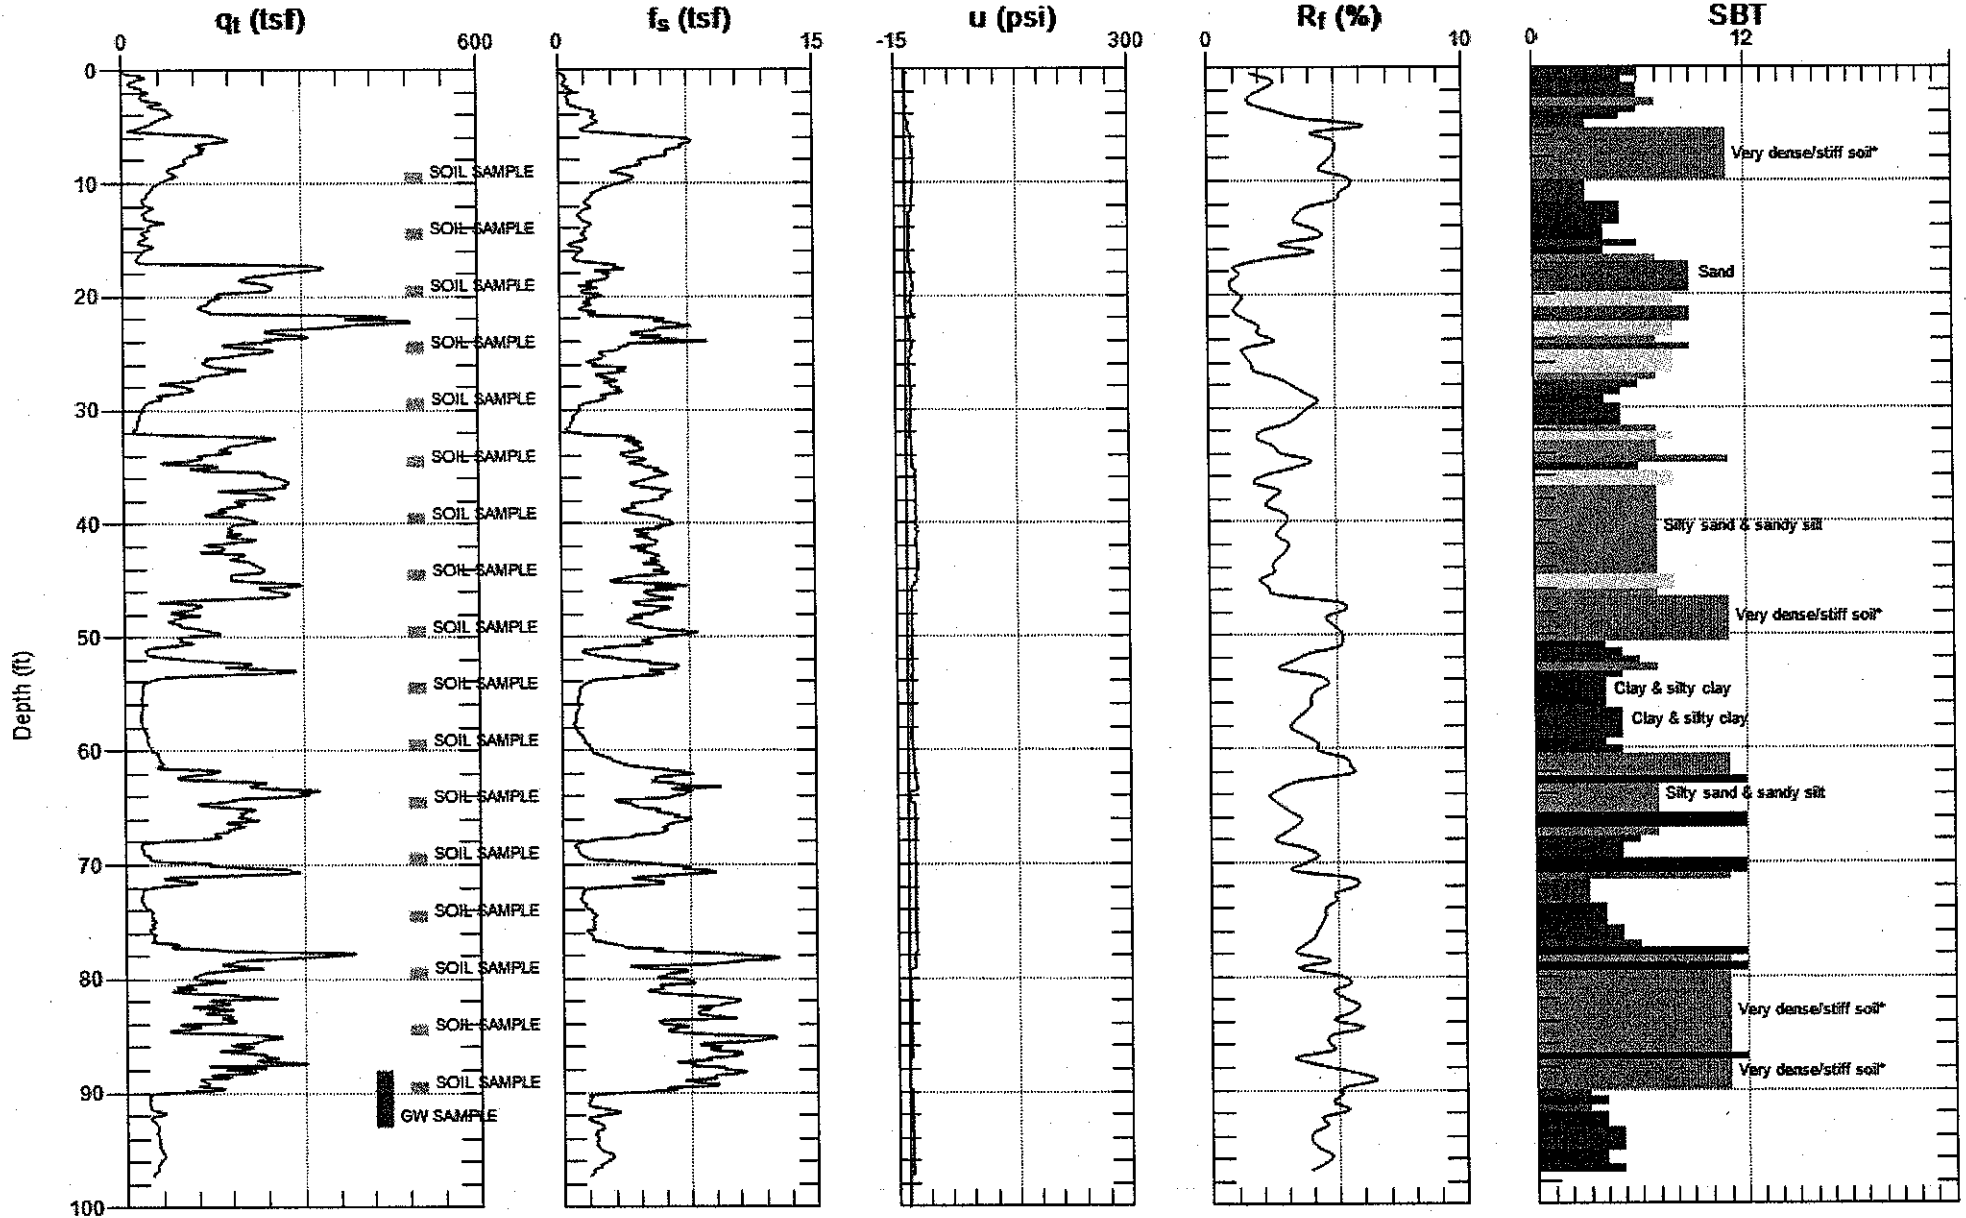 qt (tsf) fs (tsf) u (psi) Rf (%) SBT
0 600 0 15 -15 300 0 10 0 12
0
Very dense/stiff soil*
SOIL SAMPLE
10
SOIL SAMPLE
Sand
SOIL SAMPLE
20
SOIL SAMPLE
SOIL SAMPLE
30
SOIL SAMPLE
SOIL SAMPLE
40 Silty sand & sandy silt
SOIL SAMPLE
Very dense/stiff soil*
SOIL SAMPLE
50
Depth (ft)
SOIL SAMPLE Clay & silty clay
Clay & silty clay
SOIL SAMPLE
60
SOIL SAMPLE Silty sand & sandy silt
SOIL SAMPLE
70
SOIL SAMPLE
SOIL SAMPLE
80
Very dense/stiff soil*
SOIL SAMPLE
Very dense/stiff soil*
SOIL SAMPLE
90
GW SAMPLE
100